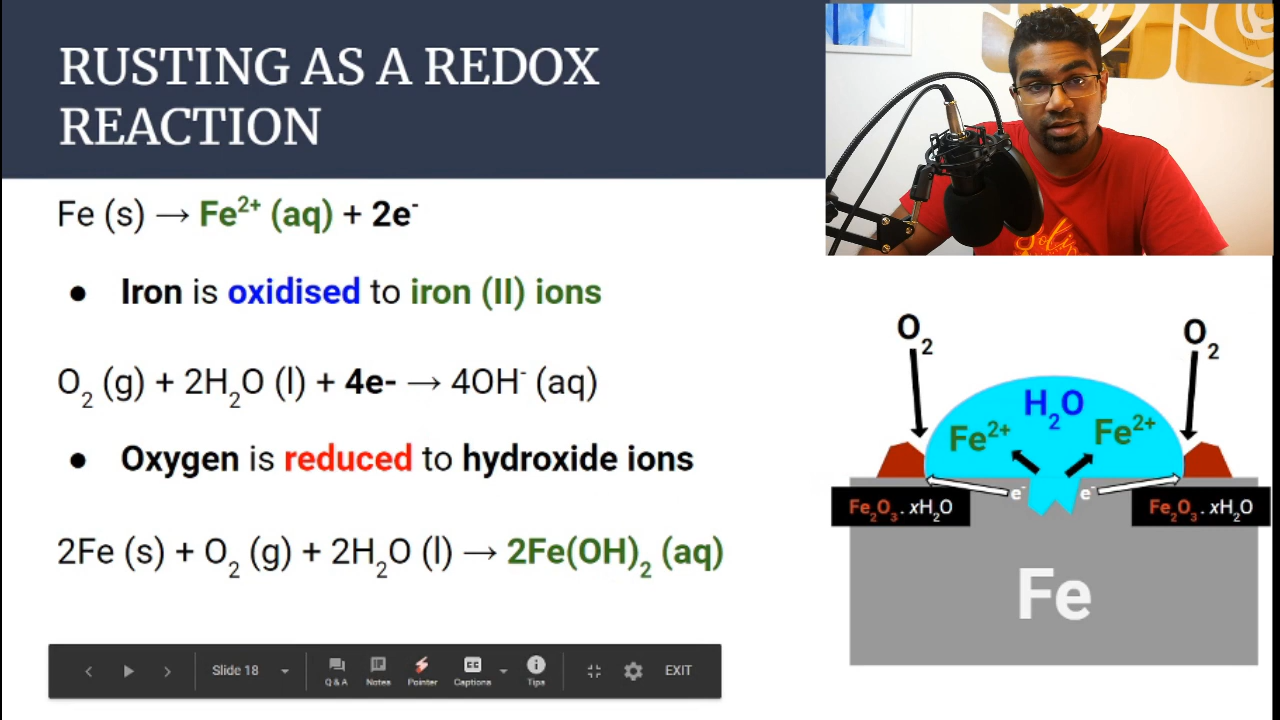 RUSTING AS A REDOX
REACTION
Fe (s) → Fe²⁺ (aq) + 2e⁻
● Iron is oxidised to iron (II) ions
O₂ (g) + 2H₂O (l) + 4e- → 4OH⁻ (aq)
● Oxygen is reduced to hydroxide ions
2Fe (s) + O₂ (g) + 2H₂O (l) → 2Fe(OH)₂ (aq)
O₂ O₂
H₂O
Fe²⁺ Fe²⁺
e⁻ e⁻
Fe₂O₃ . xH₂O Fe₂O₃ . xH₂O
Fe
Slide 18 Q & A Notes Pointer CC Captions Tips EXIT